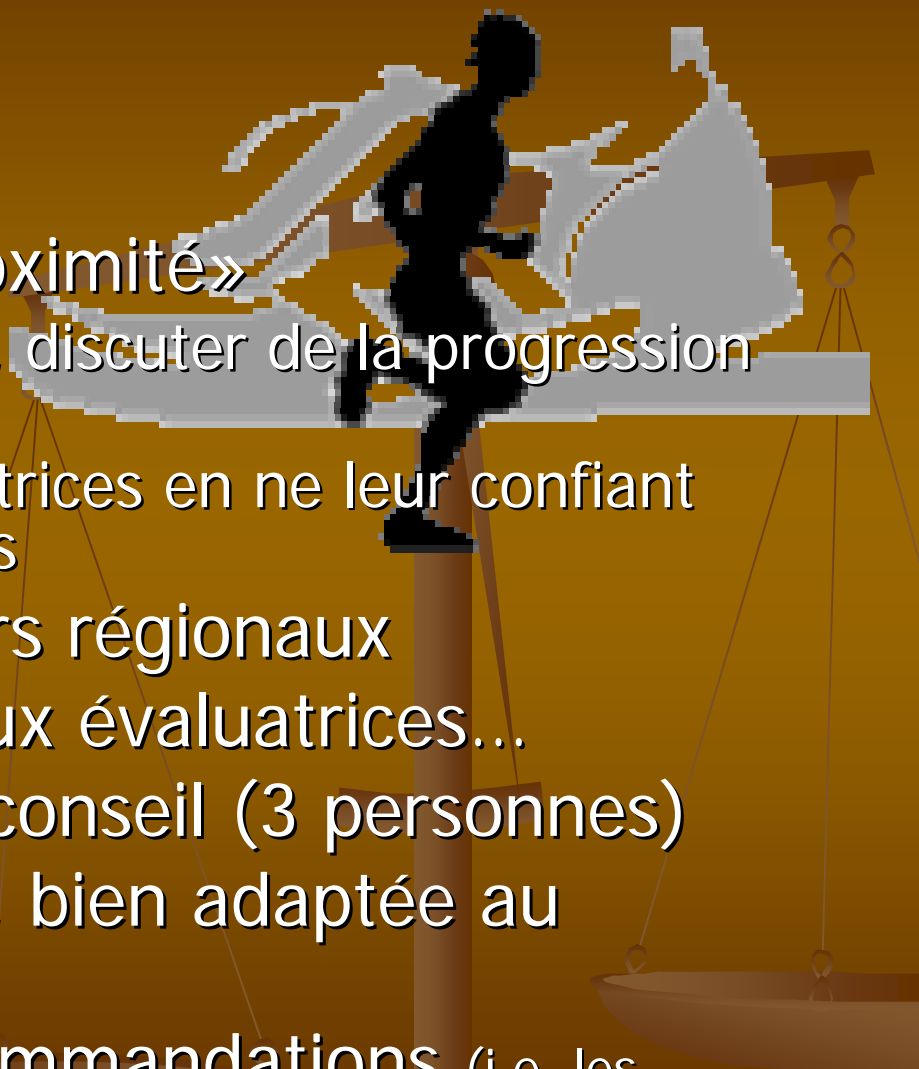 oximité»
discuter de la progression
trices en ne leur confiant
s
rs régionaux
ux évaluatrices...
conseil (3 personnes)
bien adaptée au
mmandations (i.e. les